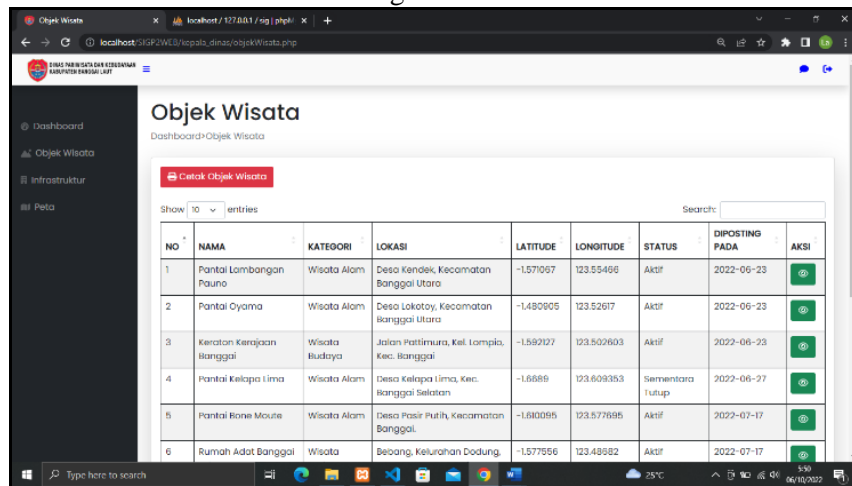 Objek Wisata
localhost / 127.0.0.1 / sig | phpM
localhost/SIGP2WEB/kepala_dinas/objekWisata.php
DINAS PARIWISATA DAN KEBUDAYAAN
KABUPATEN BANGGAI LAUT
Dashboard
Objek Wisata
Infrastruktur
Peta
Objek Wisata
Dashboard>Objek Wisata
Cetak Objek Wisata
Show 10 entries
Search:
NO NAMA KATEGORI LOKASI LATITUDE LONGITUDE STATUS DIPOSTING PADA AKSI
1 Pantai Lambangan Pauno Wisata Alam Desa Kendek, Kecamatan Banggai Utara -1.571067 123.55466 Aktif 2022-06-23
2 Pantai Oyama Wisata Alam Desa Lokotoy, Kecamatan Banggai Utara -1.480905 123.52617 Aktif 2022-06-23
3 Keraton Kerajaan Banggai Wisata Budaya Jalan Pattimura, Kel. Lompio, Kec. Banggai -1.592127 123.502603 Aktif 2022-06-23
4 Pantai Kelapa Lima Wisata Alam Desa Kelapa Lima, Kec. Banggai Selatan -1.6689 123.609353 Sementara Tutup 2022-06-27
5 Pantai Bone Moute Wisata Alam Desa Pasir Putih, Kecamatan Banggai. -1.610095 123.577695 Aktif 2022-07-17
6 Rumah Adat Banggai Wisata Bebang, Kelurahan Dodung, -1.577556 123.48682 Aktif 2022-07-17
Type here to search
25°C
5:50
06/10/2022